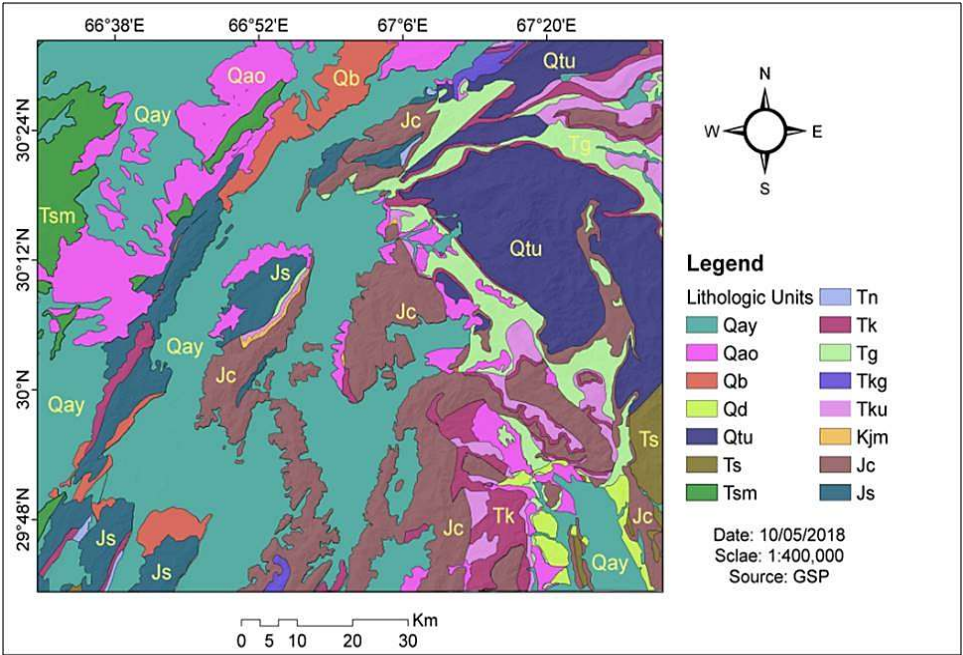 66°38'E 66°52'E 67°6'E 67°20'E
30°24'N
30°12'N
30°N
29°48'N
Qao
Qb
Qtu
Qay
Jc
Tg
Tsm
Qtu
Js
Jc
Qay
Jc
Qay
Ts
Js
Jc
Tk
Jc
Js
Qay
N
W E
S
Legend
Lithologic Units
Qay
Qao
Qb
Qd
Qtu
Ts
Tsm
Tn
Tk
Tg
Tkg
Tku
Kjm
Jc
Js
Date: 10/05/2018
Sclae: 1:400,000
Source: GSP
Km
0 5 10 20 30